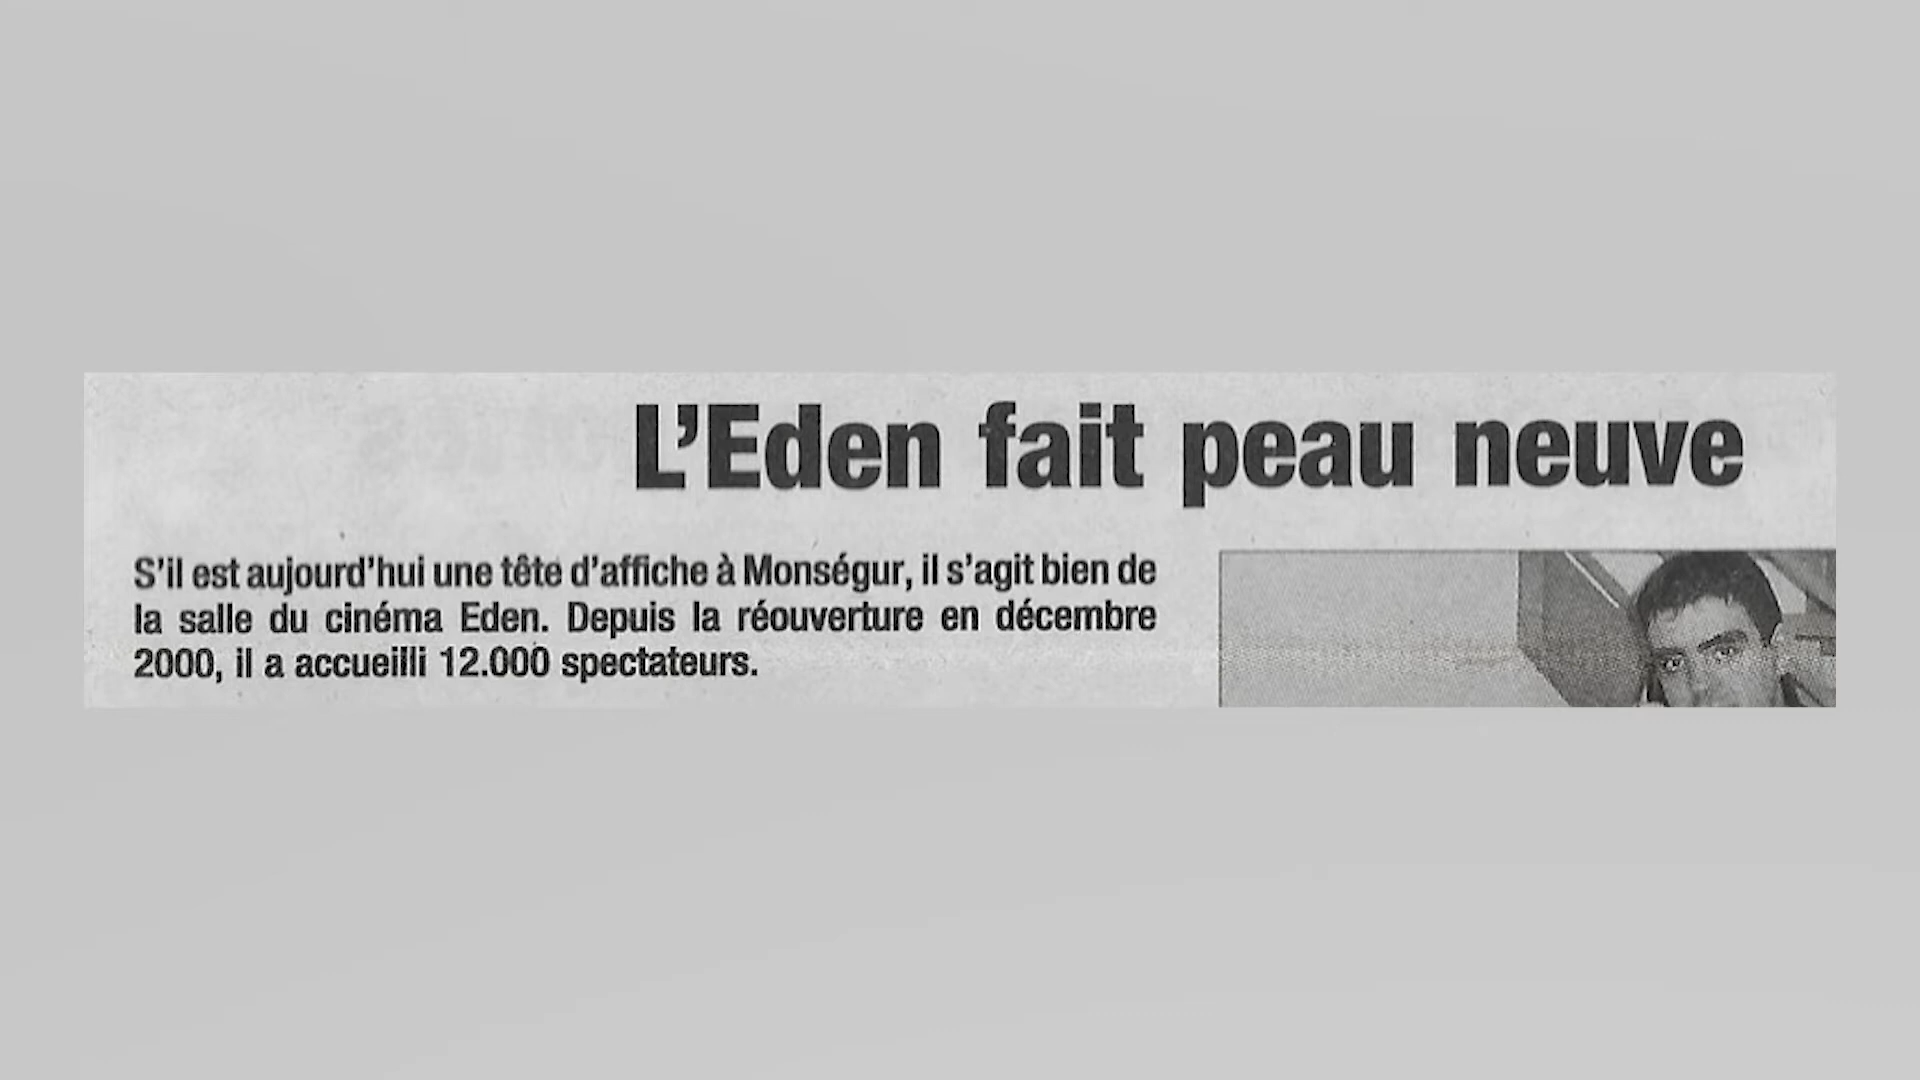 L'Eden fait peau neuve
S'il est aujourd'hui une tête d'affiche à Monségur, il s'agit bien de
la salle du cinéma Eden. Depuis la réouverture en décembre
2000, il a accueilli 12.000 spectateurs.